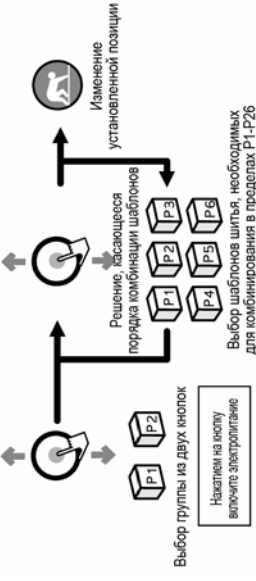 Изменение
установленной позиции
Решение, касающееся
порядка комбинации шаблонов
P1 P2 P3
P4 P5 P6
Выбор шаблонов шитья, необходимых
для комбинирования в пределах P1-P26
P1 P2
Выбор группы из двух кнопок
Нажатием на кнопку
включите электропитание